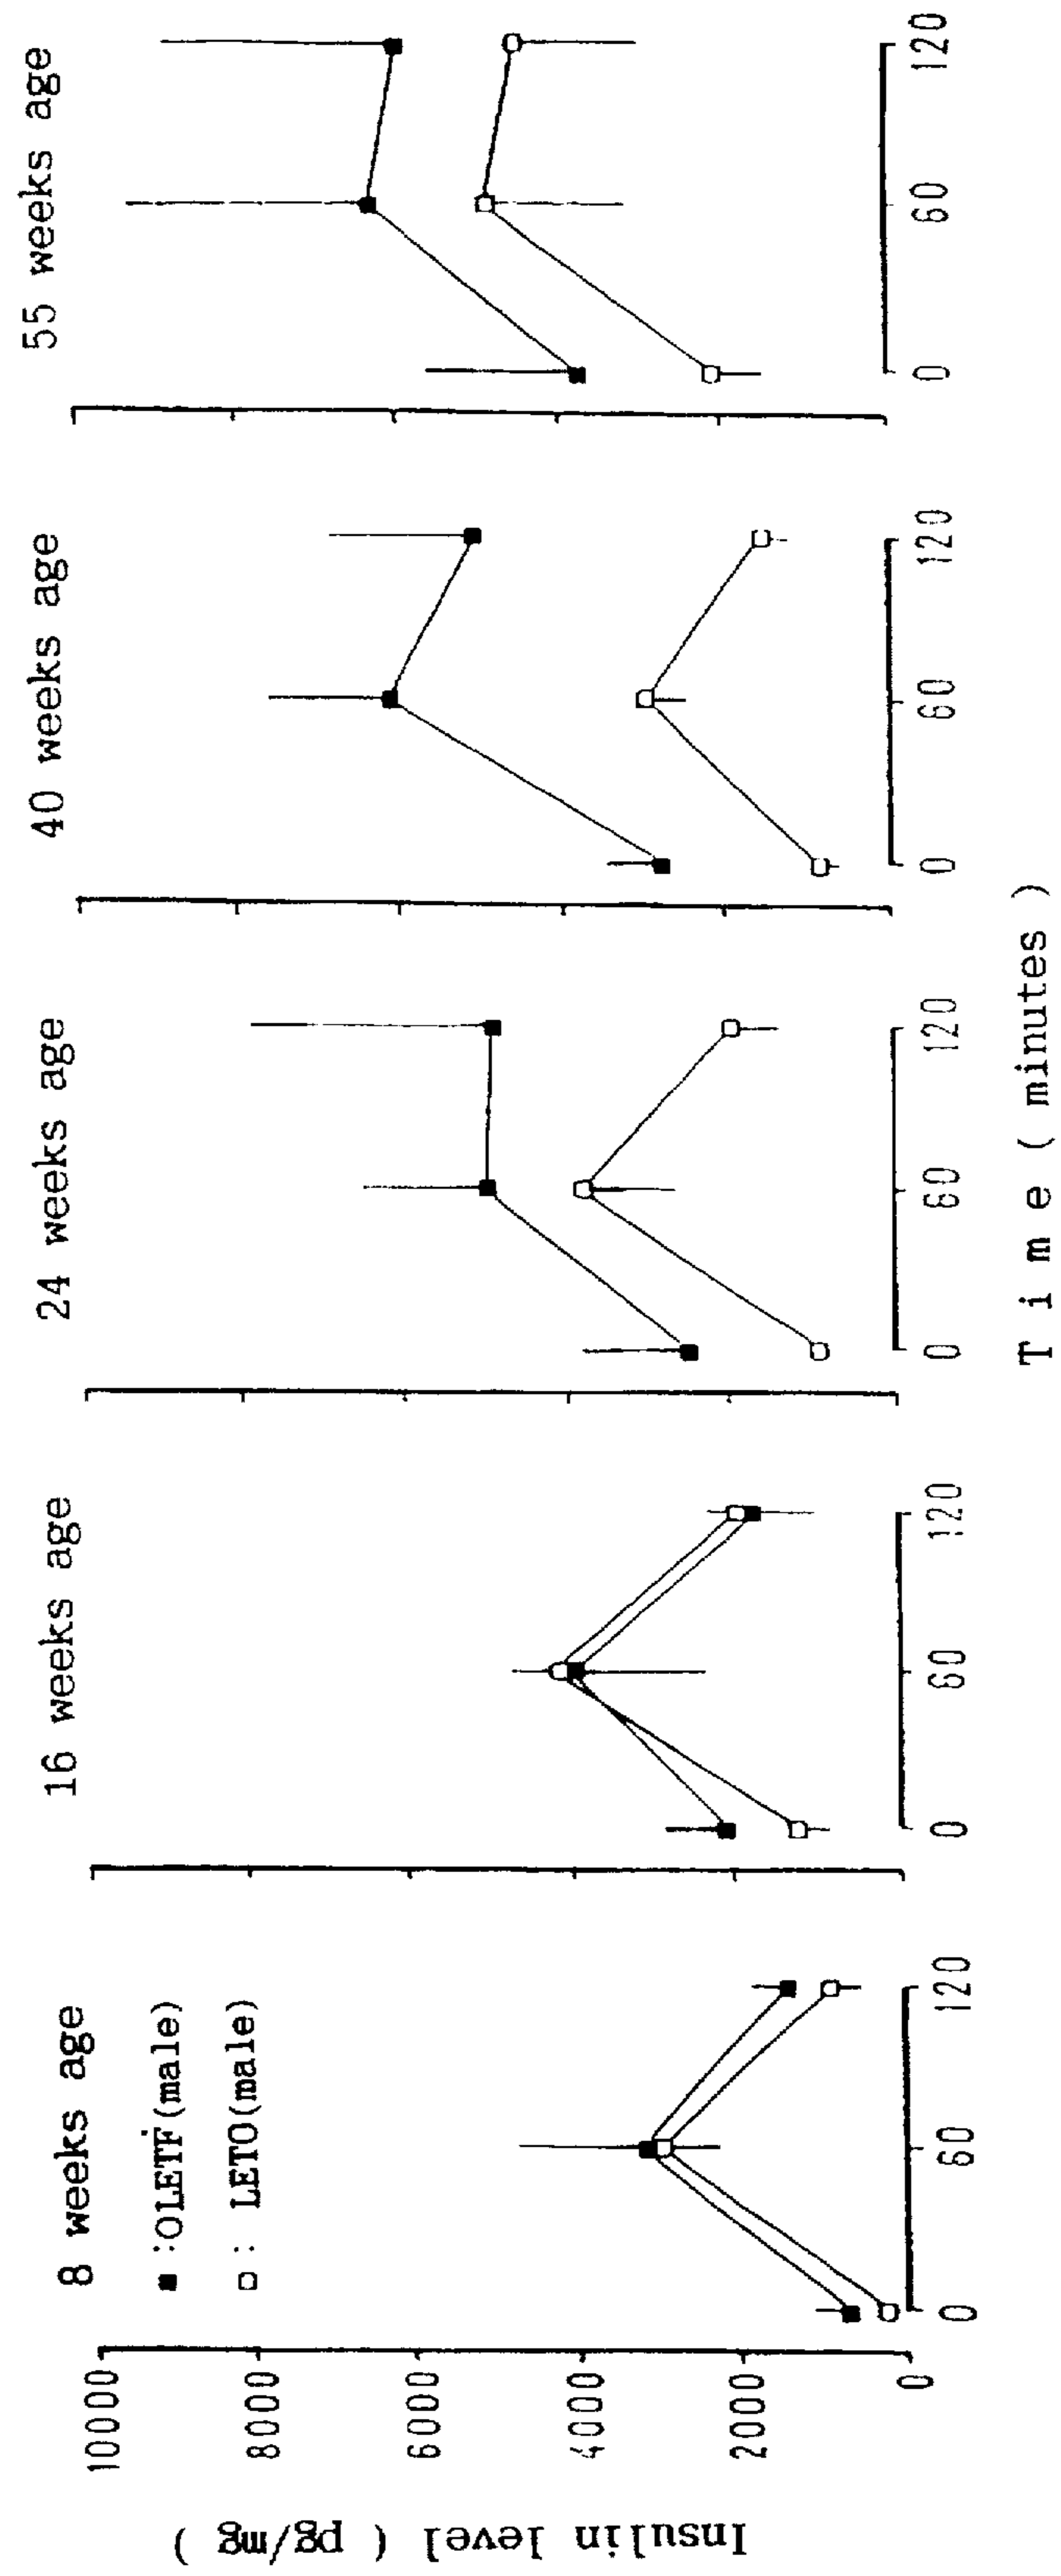 8 weeks age
16 weeks age
24 weeks age
40 weeks age
55 weeks age
■ :OLETF(male)
□ : LETO(male)
10000
8000
6000
4000
2000
0
Insulin level ( pg/mg )
0 60 120
0 60 120
0 60 120
0 60 120
0 60 120
T i m e ( minutes )